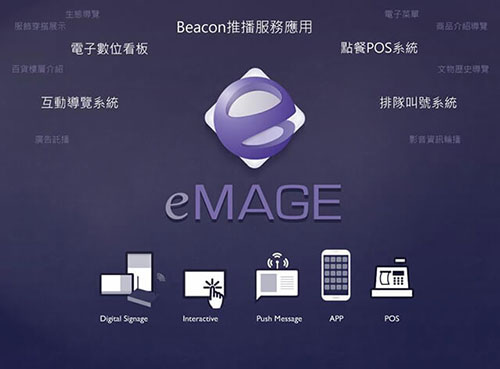 生態導覽
電子菜單
Beacon推播服務應用
服飾穿搭展示
商品介紹導覽
電子數位看板
點餐POS系統
百貨樓層介紹
文物歷史導覽
互動導覽系統
排隊叫號系統
廣告託播
影音資訊輪播
eMAGE
Digital Signage
Interactive
Push Message
APP
POS